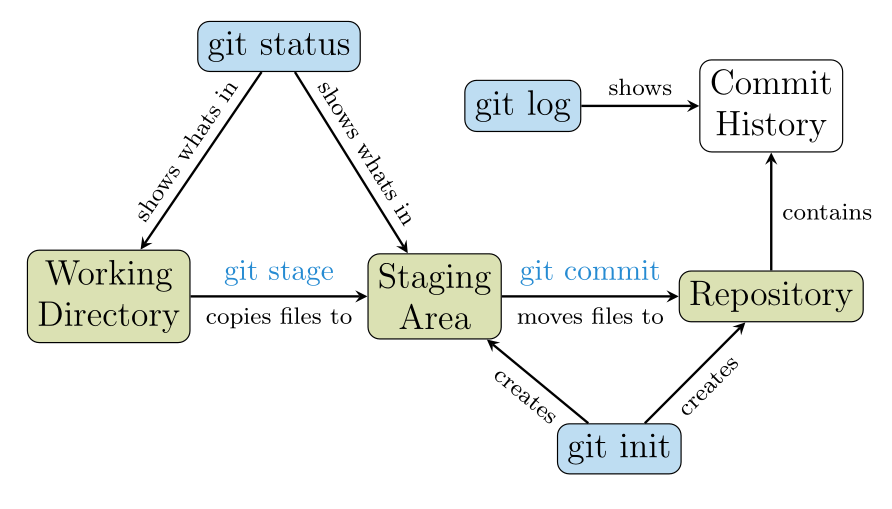 git status
shows whats in
shows whats in
git log
shows
Commit
History
contains
Working
Directory
git stage
copies files to
Staging
Area
git commit
moves files to
Repository
creates
creates
git init